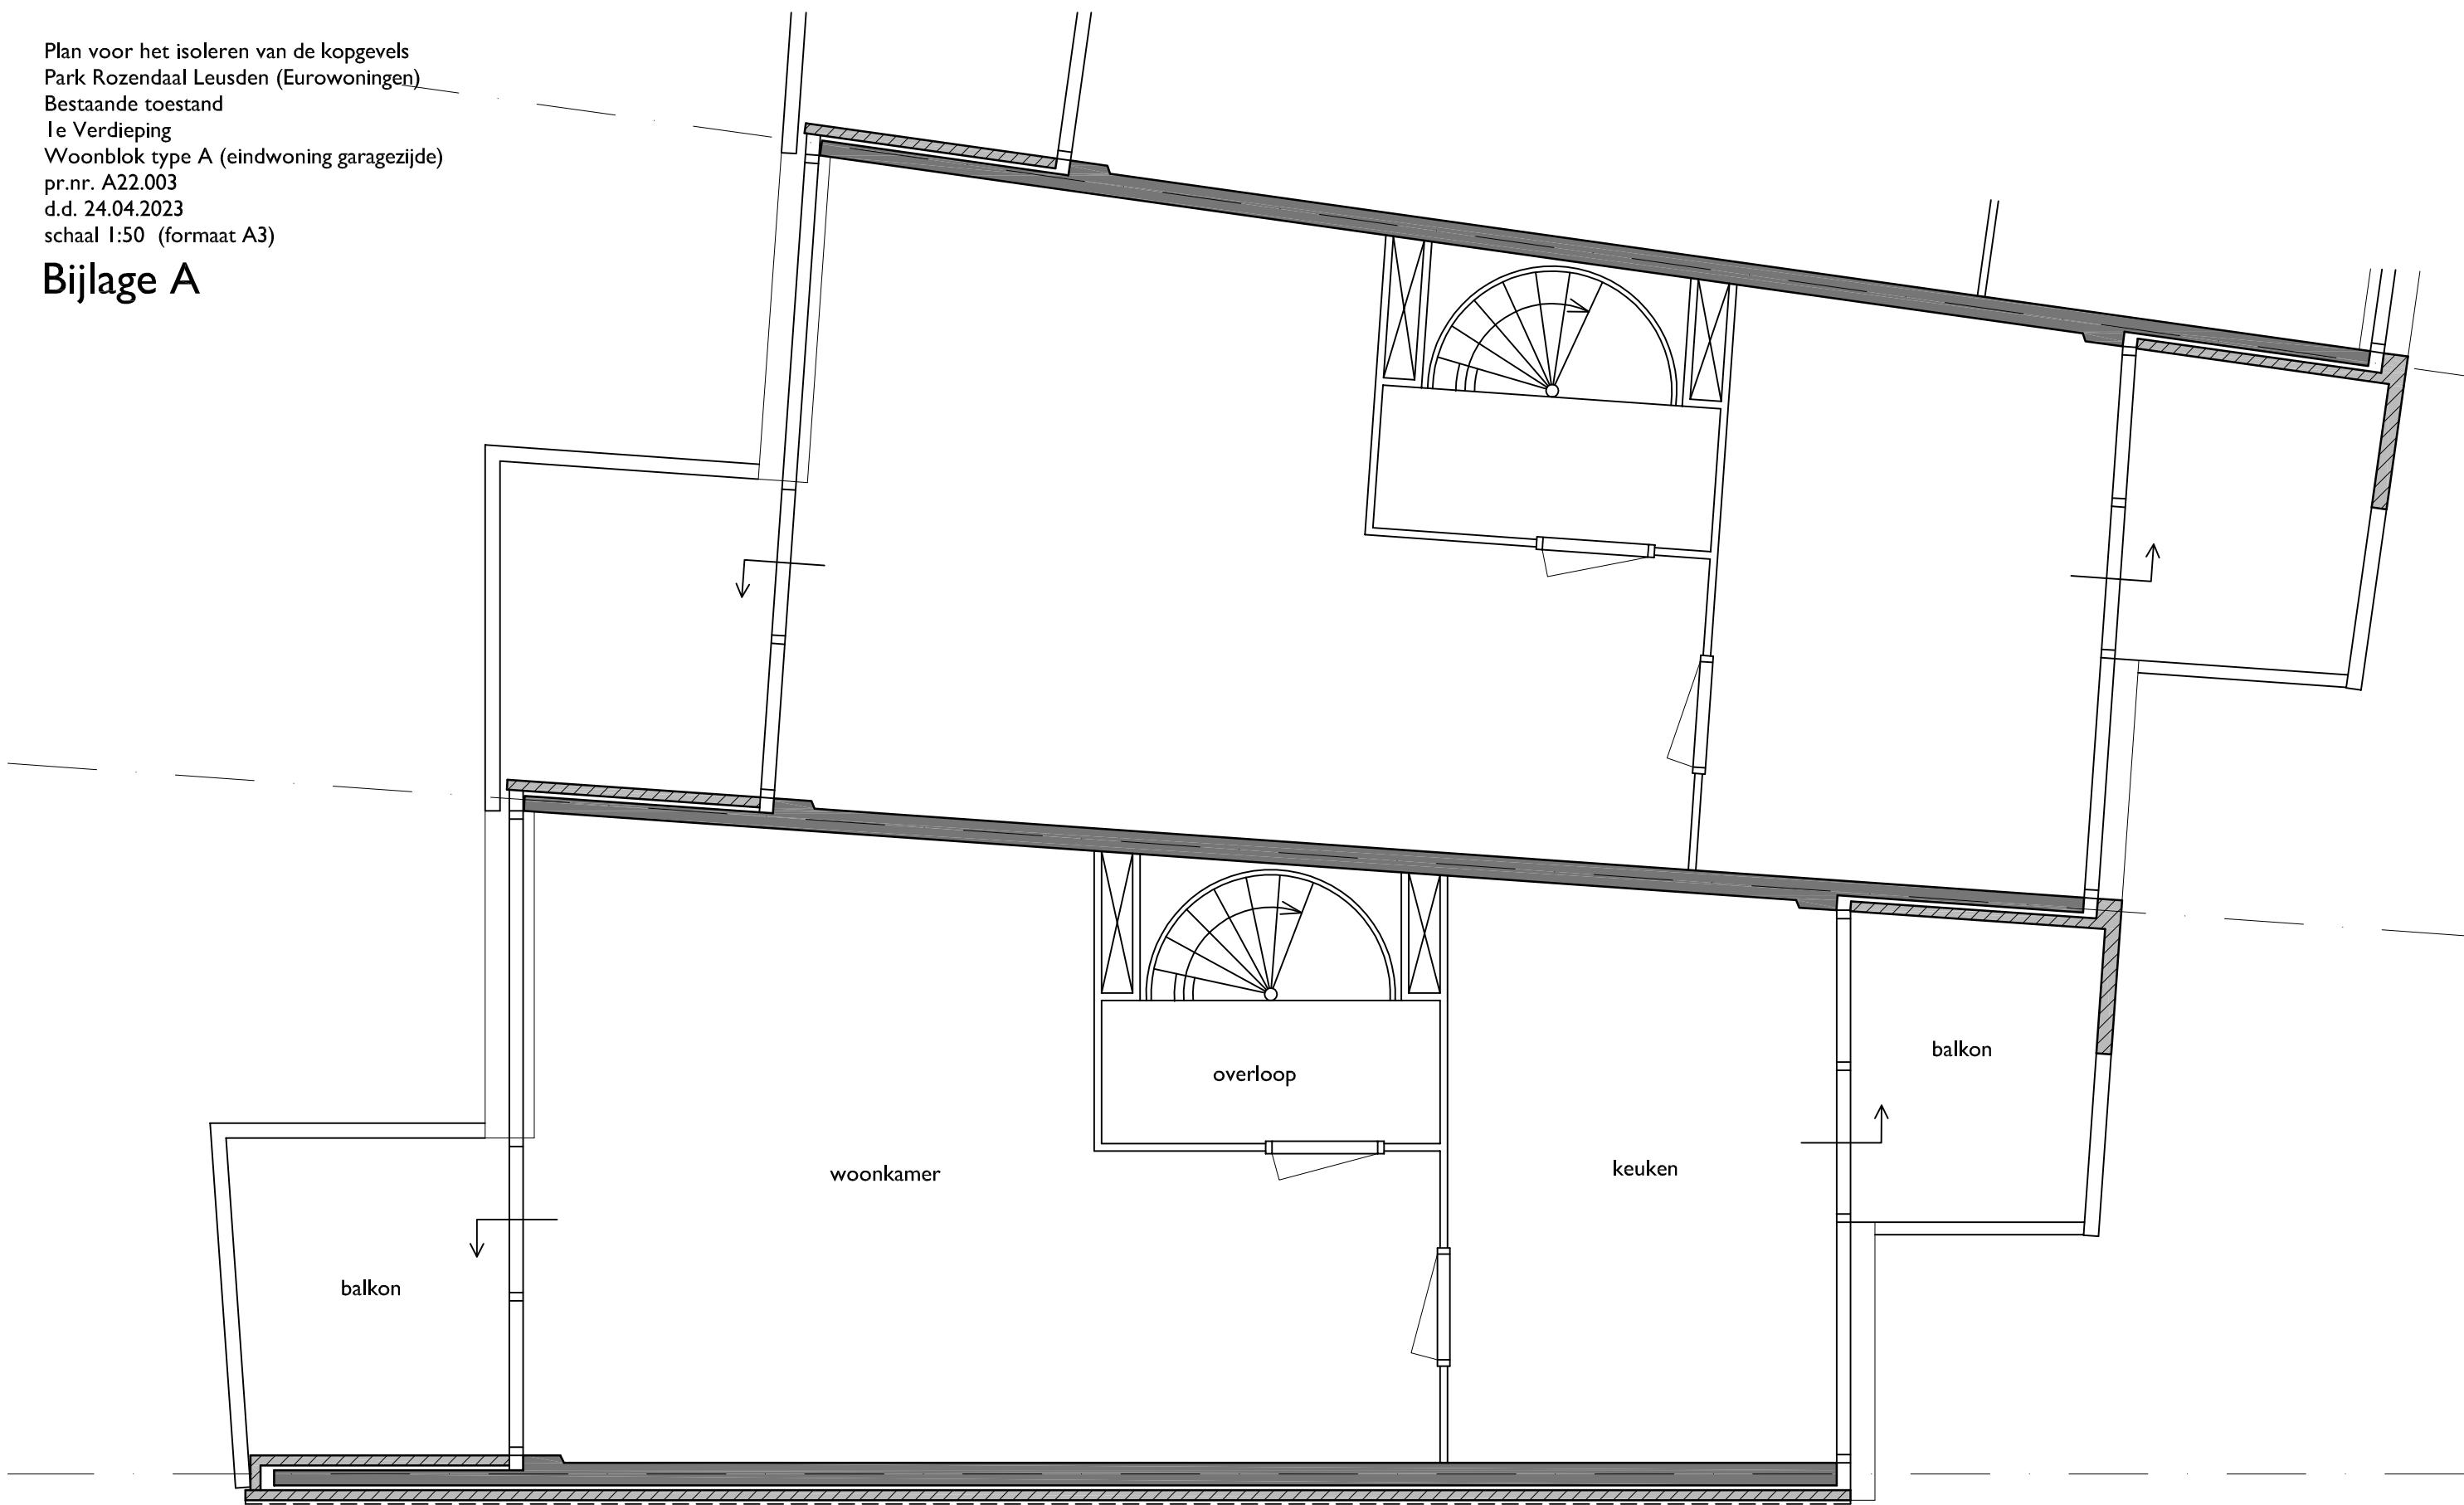 Plan voor het isoleren van de kopgevels
Park Rozendaal Leusden (Eurowoningen)
Bestaande toestand
1e Verdieping
Woonblok type A (eindwoning garagezijde)
pr.nr. A22.003
d.d. 24.04.2023
schaal 1:50 (formaat A3)
Bijlage A
balkon
overloop
woonkamer
keuken
balkon